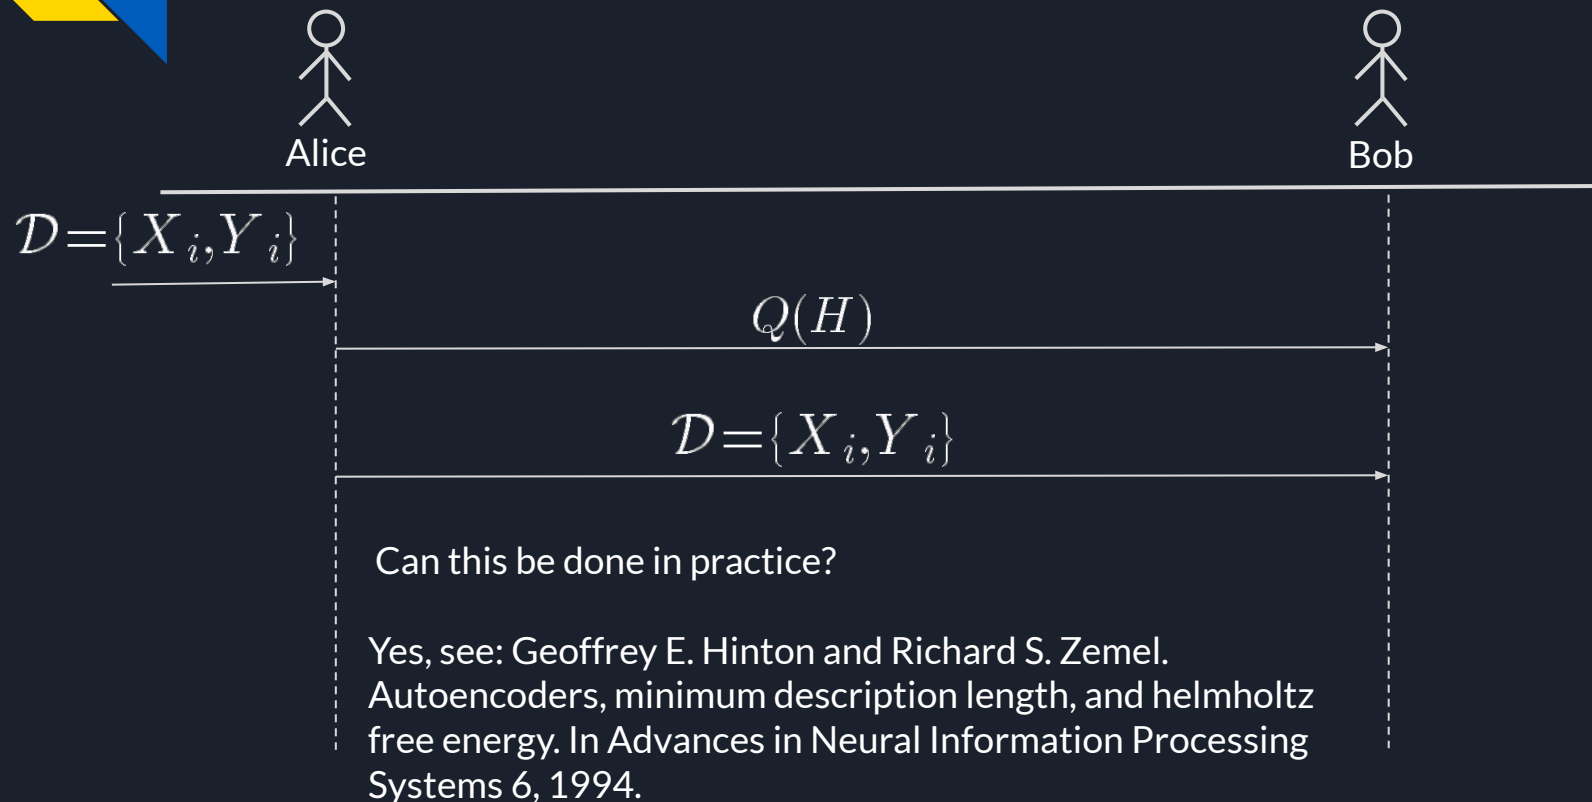 Alice
Bob
𝒟={X_i,Y_i}
Q(H)
𝒟={X_i,Y_i}
Can this be done in practice?
Yes, see: Geoffrey E. Hinton and Richard S. Zemel.
Autoencoders, minimum description length, and helmholtz
free energy. In Advances in Neural Information Processing
Systems 6, 1994.